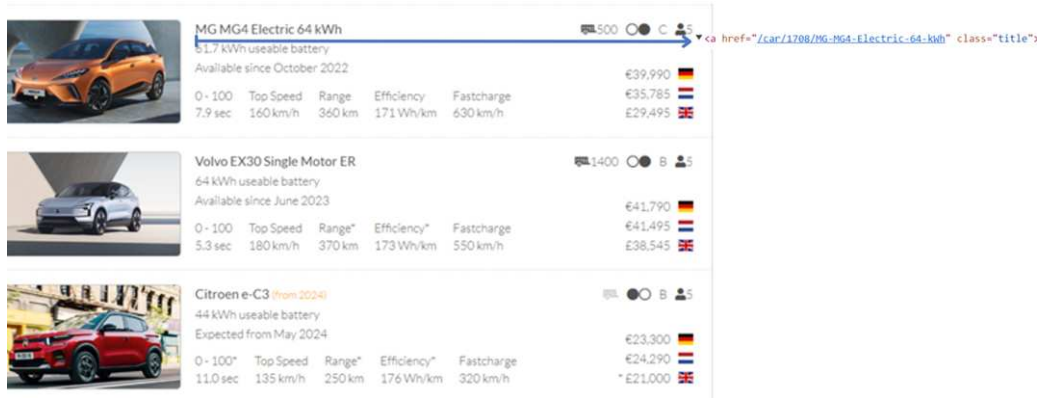 MG MG4 Electric 64 kWh
500 C 5
<a href="/car/1708/MG-MG4-Electric-64-kWh" class="title">
61.7 kWh useable battery
Available since October 2022
€39,990
€35,785
£29,495
0 - 100 Top Speed Range Efficiency Fastcharge
7.9 sec 160 km/h 360 km 171 Wh/km 630 km/h
Volvo EX30 Single Motor ER
1400 B 5
64 kWh useable battery
Available since June 2023
€41,790
€41,495
£38,545
0 - 100 Top Speed Range* Efficiency* Fastcharge
5.3 sec 180 km/h 370 km 173 Wh/km 550 km/h
Citroen e-C3 (from 2024)
B 5
44 kWh useable battery
Expected from May 2024
€23,300
€24,290
* £21,000
0 - 100* Top Speed Range* Efficiency* Fastcharge
11.0 sec 135 km/h 250 km 176 Wh/km 320 km/h